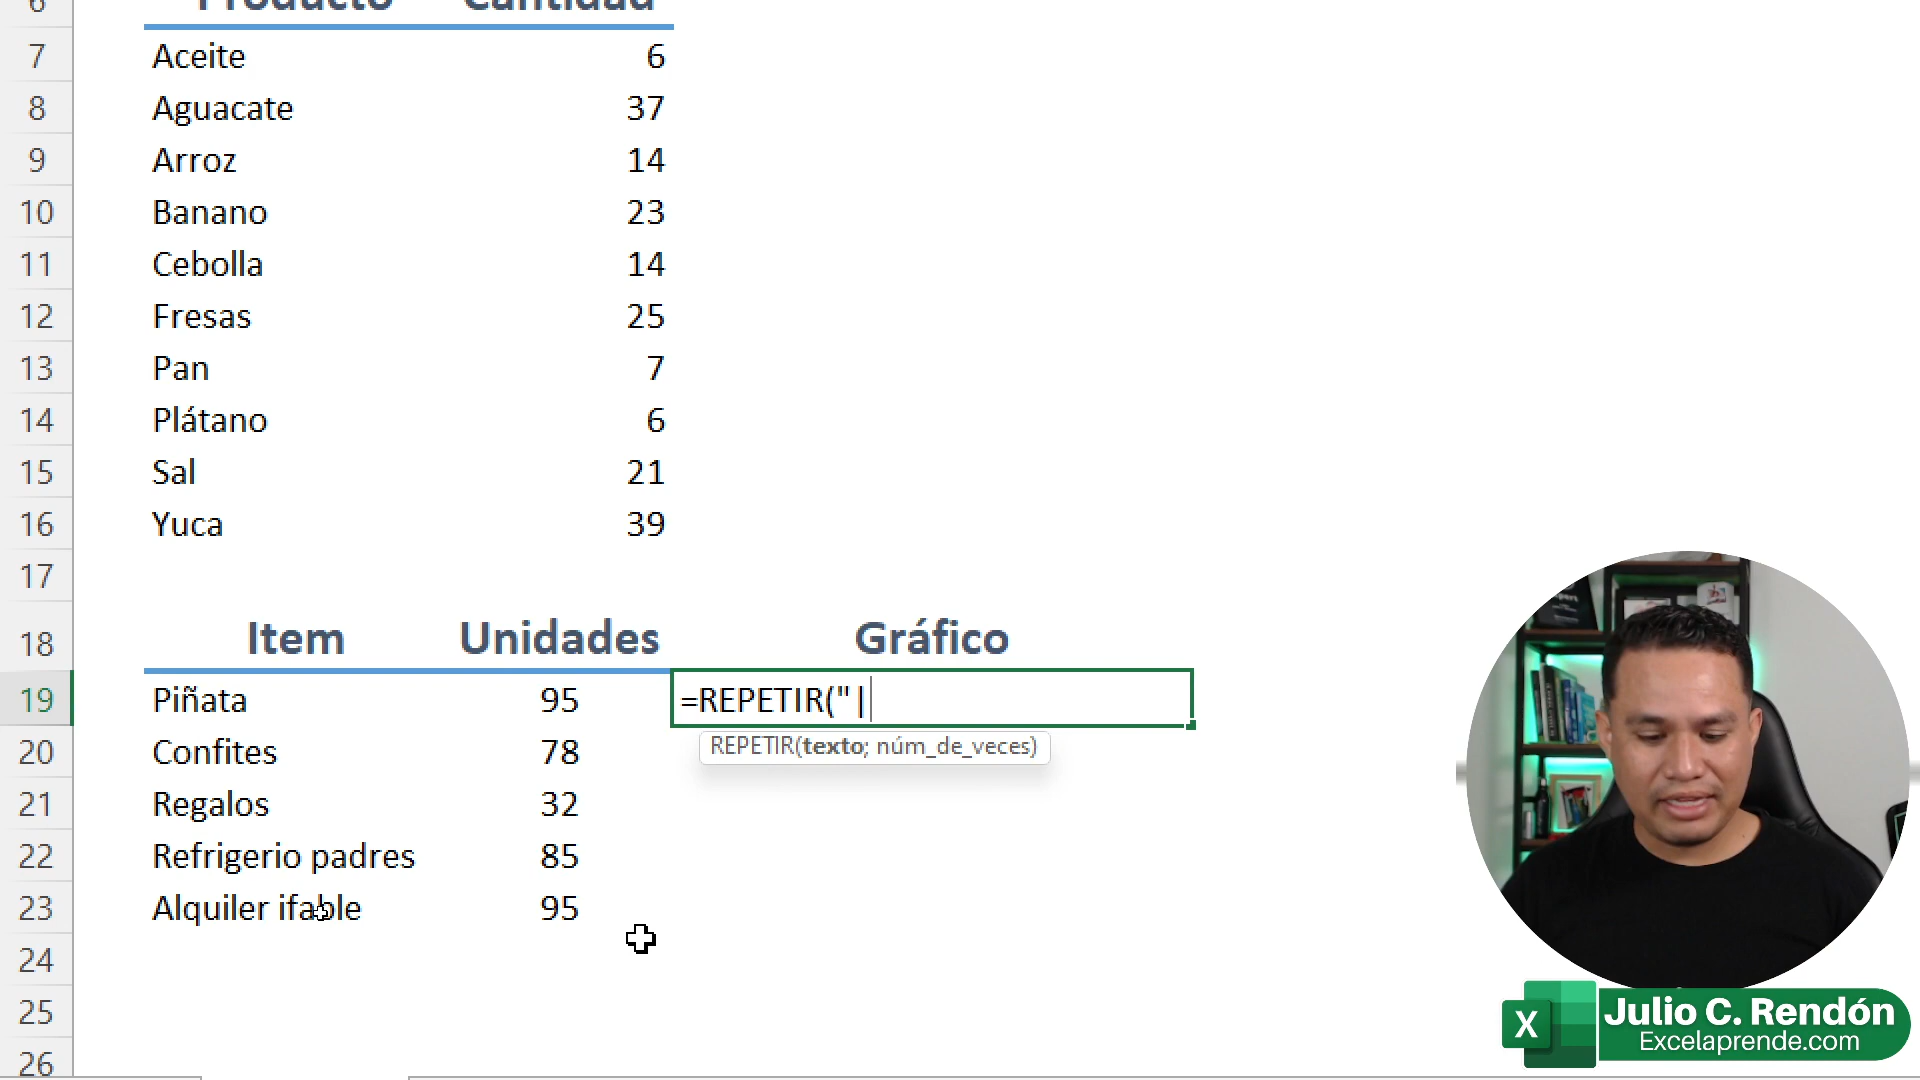 6 Producto Cantidad
7 Aceite 6
8 Aguacate 37
9 Arroz 14
10 Banano 23
11 Cebolla 14
12 Fresas 25
13 Pan 7
14 Plátano 6
15 Sal 21
16 Yuca 39
17
18 Item Unidades Gráfico
19 Piñata 95 =REPETIR("|
REPETIR(texto; núm_de_veces)
20 Confites 78
21 Regalos 32
22 Refrigerio padres 85
23 Alquiler ifable 95
24
25
26
X Julio C. Rendón
Excelaprende.com